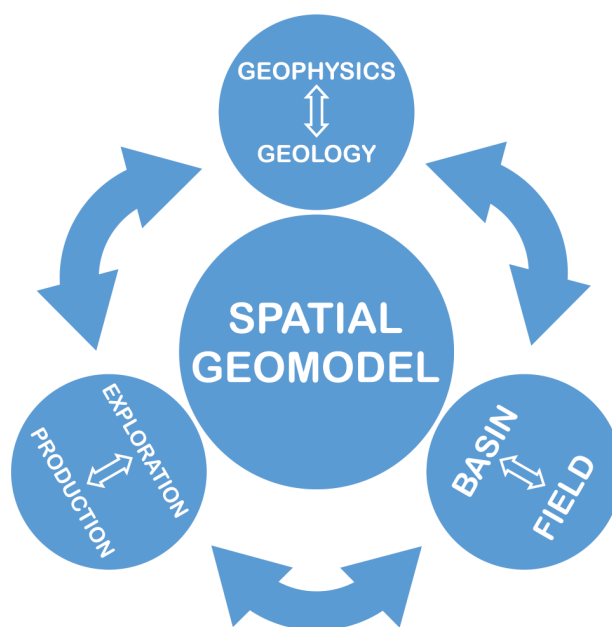 GEOPHYSICS
GEOLOGY
SPATIAL
GEOMODEL
EXPLORATION
PRODUCTION
BASIN
FIELD